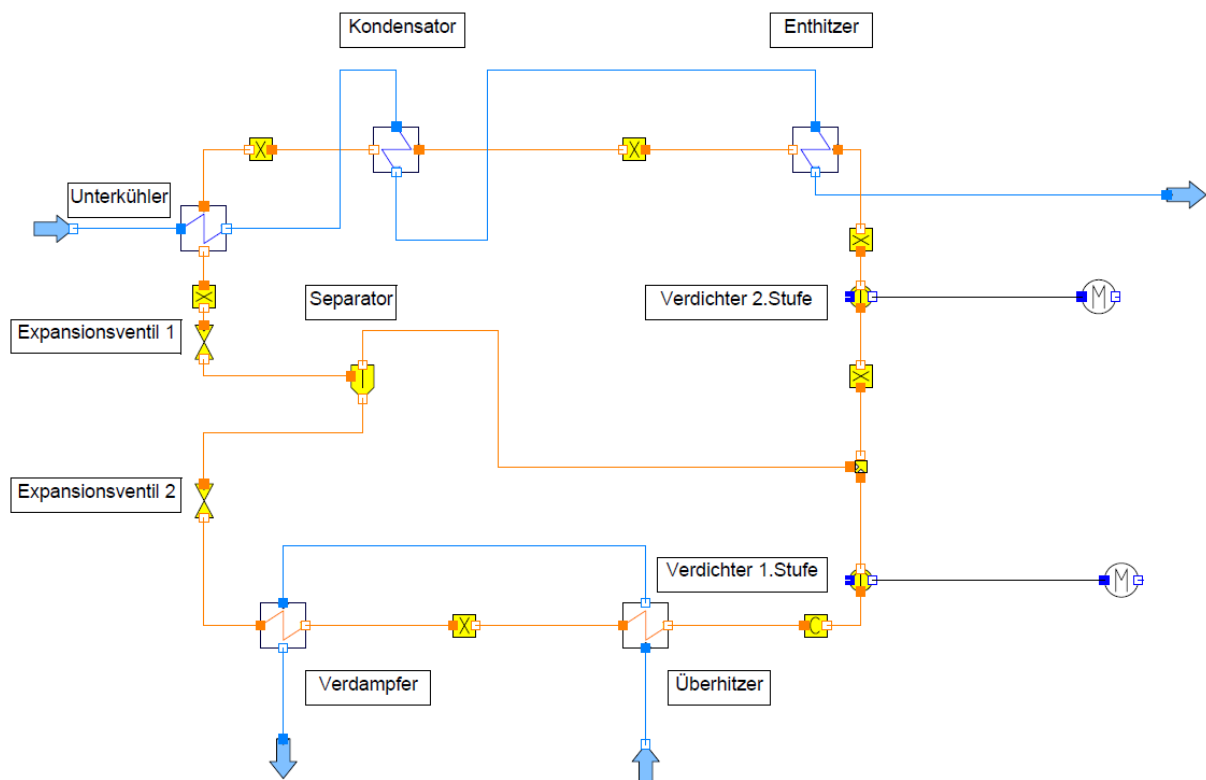 Kondensator
Enthitzer
X
X
Unterkühler
X
X
Expansionsventil 1
Separator
Verdichter 2.Stufe
M
X
Expansionsventil 2
Verdichter 1.Stufe
M
X
C
Verdampfer
Überhitzer